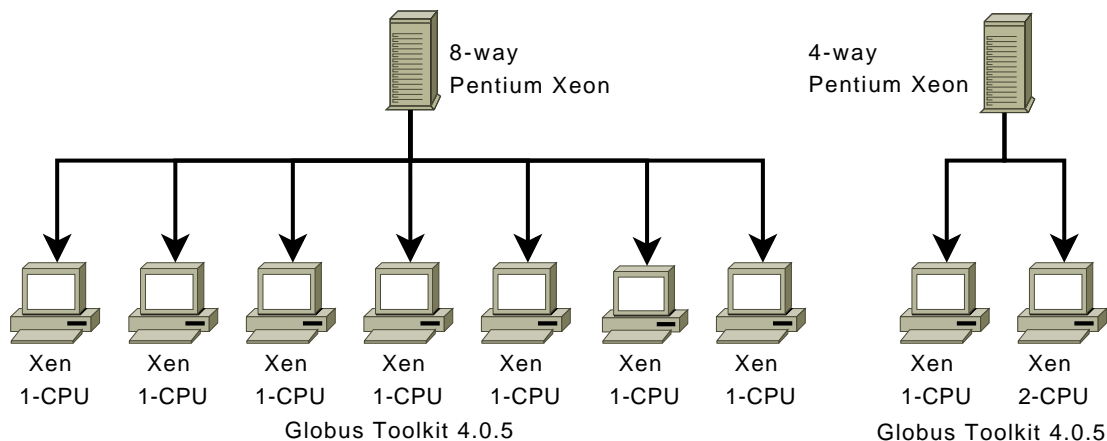 8-way
Pentium Xeon
4-way
Pentium Xeon
Xen
1-CPU
Xen
1-CPU
Xen
1-CPU
Xen
1-CPU
Xen
1-CPU
Xen
1-CPU
Xen
1-CPU
Globus Toolkit 4.0.5
Xen
1-CPU
Xen
2-CPU
Globus Toolkit 4.0.5